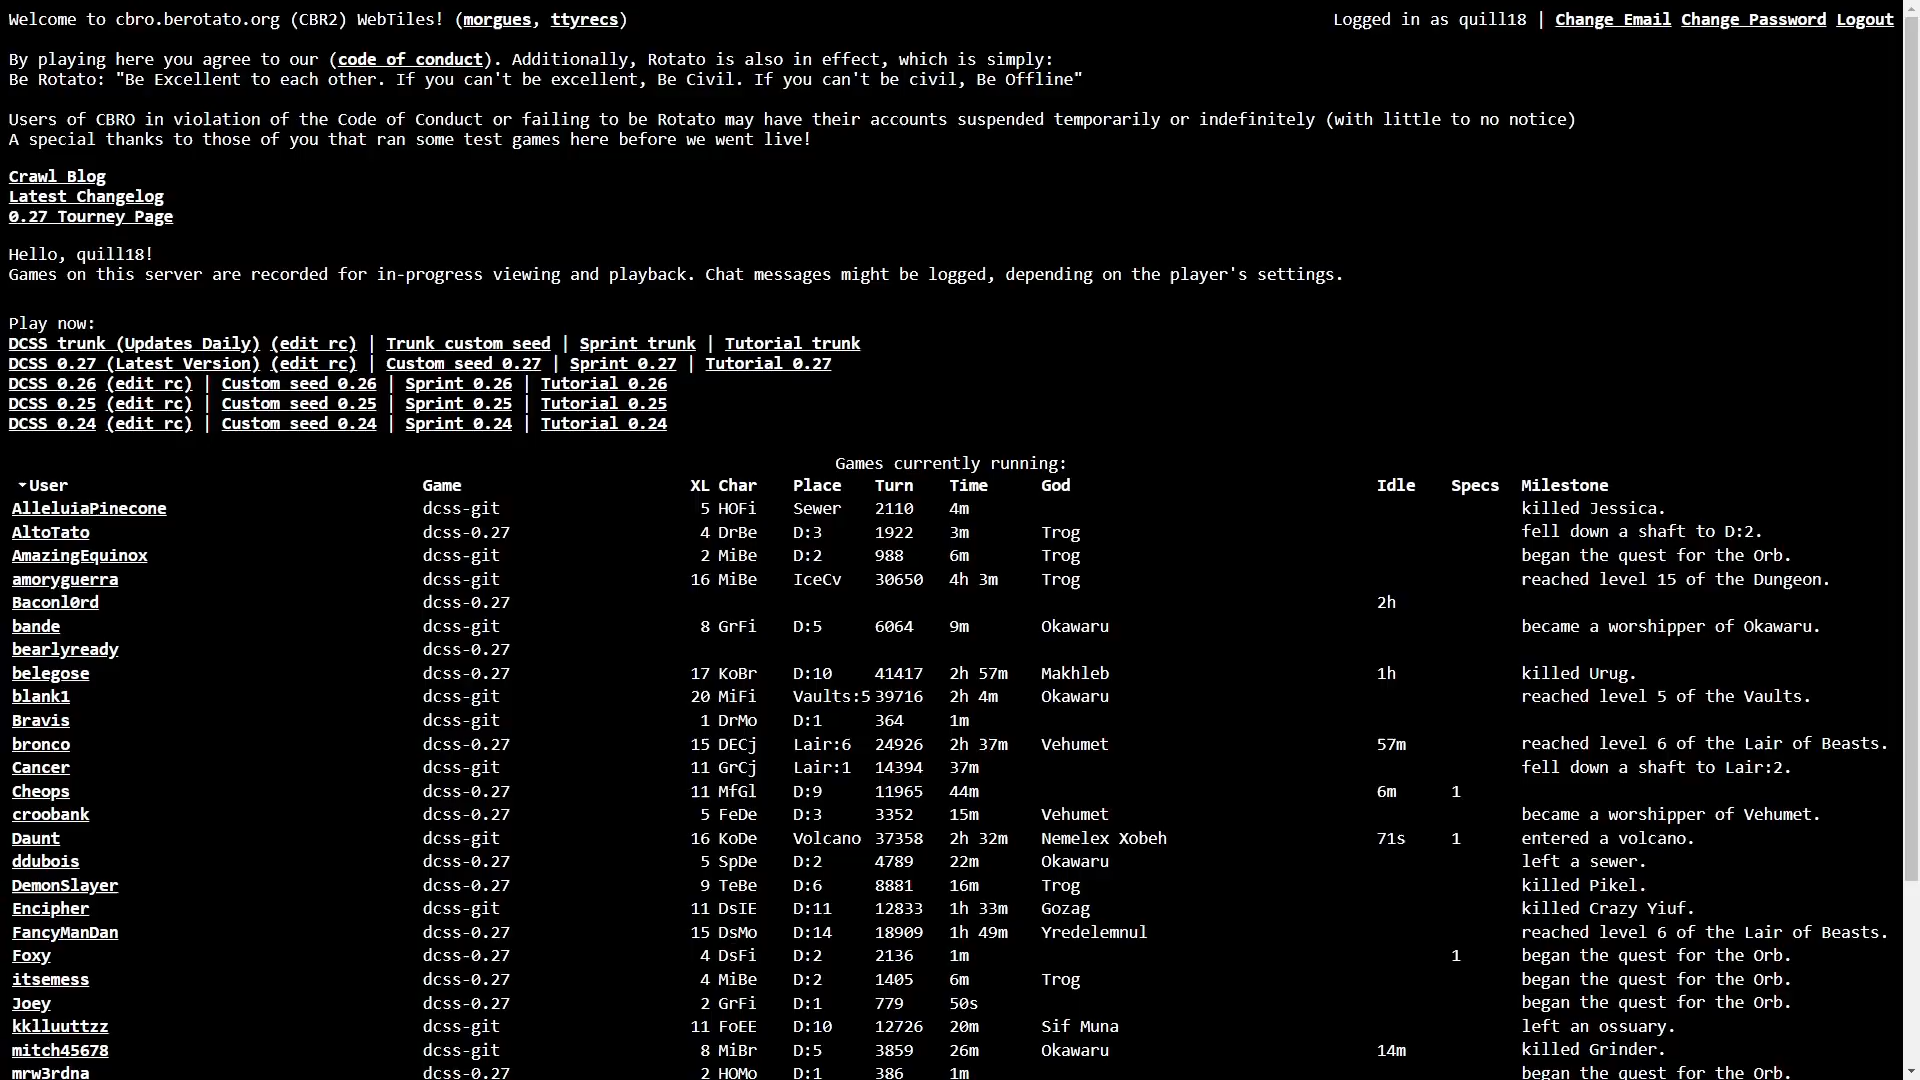 Welcome to cbro.berotato.org (CBR2) WebTiles! (morgues, ttyrecs)
Logged in as quill18 | Change Email Change Password Logout
By playing here you agree to our (code of conduct). Additionally, Rotato is also in effect, which is simply:
Be Rotato: "Be Excellent to each other. If you can't be excellent, Be Civil. If you can't be civil, Be Offline"
Users of CBRO in violation of the Code of Conduct or failing to be Rotato may have their accounts suspended temporarily or indefinitely (with little to no notice)
A special thanks to those of you that ran some test games here before we went live!
Crawl Blog
Latest Changelog
0.27 Tourney Page
Hello, quill18!
Games on this server are recorded for in-progress viewing and playback. Chat messages might be logged, depending on the player's settings.
Play now:
DCSS trunk (Updates Daily) (edit rc) | Trunk custom seed | Sprint trunk | Tutorial trunk
DCSS 0.27 (Latest Version) (edit rc) | Custom seed 0.27 | Sprint 0.27 | Tutorial 0.27
DCSS 0.26 (edit rc) | Custom seed 0.26 | Sprint 0.26 | Tutorial 0.26
DCSS 0.25 (edit rc) | Custom seed 0.25 | Sprint 0.25 | Tutorial 0.25
DCSS 0.24 (edit rc) | Custom seed 0.24 | Sprint 0.24 | Tutorial 0.24
Games currently running:
User Game XL Char Place Turn Time God Idle Specs Milestone
AlleluiaPinecone dcss-git 5 HOFi Sewer 2110 4m killed Jessica.
AltoTato dcss-0.27 4 DrBe D:3 1922 3m Trog fell down a shaft to D:2.
AmazingEquinox dcss-git 2 MiBe D:2 988 6m Trog began the quest for the Orb.
amoryguerra dcss-git 16 MiBe IceCv 30650 4h 3m Trog reached level 15 of the Dungeon.
Baconl0rd dcss-0.27 2h
bande dcss-git 8 GrFi D:5 6064 9m Okawaru became a worshipper of Okawaru.
bearlyready dcss-0.27
belegose dcss-0.27 17 KoBr D:10 41417 2h 57m Makhleb 1h killed Urug.
blank1 dcss-git 20 MiFi Vaults:5 39716 2h 4m Okawaru reached level 5 of the Vaults.
Bravis dcss-git 1 DrMo D:1 364 1m
bronco dcss-0.27 15 DECj Lair:6 24926 2h 37m Vehumet 57m reached level 6 of the Lair of Beasts.
Cancer dcss-git 11 GrCj Lair:1 14394 37m fell down a shaft to Lair:2.
Cheops dcss-0.27 11 MfGl D:9 11965 44m 6m 1
croobank dcss-0.27 5 FeDe D:3 3352 15m Vehumet became a worshipper of Vehumet.
Daunt dcss-git 16 KoDe Volcano 37358 2h 32m Nemelex Xobeh 71s 1 entered a volcano.
ddubois dcss-0.27 5 SpDe D:2 4789 22m Okawaru left a sewer.
DemonSlayer dcss-0.27 9 TeBe D:6 8881 16m Trog killed Pikel.
Encipher dcss-git 11 DsIE D:11 12833 1h 33m Gozag killed Crazy Yiuf.
FancyManDan dcss-0.27 15 DsMo D:14 18909 1h 49m Yredelemnul reached level 6 of the Lair of Beasts.
Foxy dcss-0.27 4 DsFi D:2 2136 1m 1 began the quest for the Orb.
itsemess dcss-0.27 4 MiBe D:2 1405 6m Trog began the quest for the Orb.
Joey dcss-0.27 2 GrFi D:1 779 50s began the quest for the Orb.
kklluuttzz dcss-git 11 FoEE D:10 12726 20m Sif Muna left an ossuary.
mitch45678 dcss-git 8 MiBr D:5 3859 26m Okawaru 14m killed Grinder.
mrw3rdna dcss-0.27 2 HOMo D:1 386 1m began the quest for the Orb.